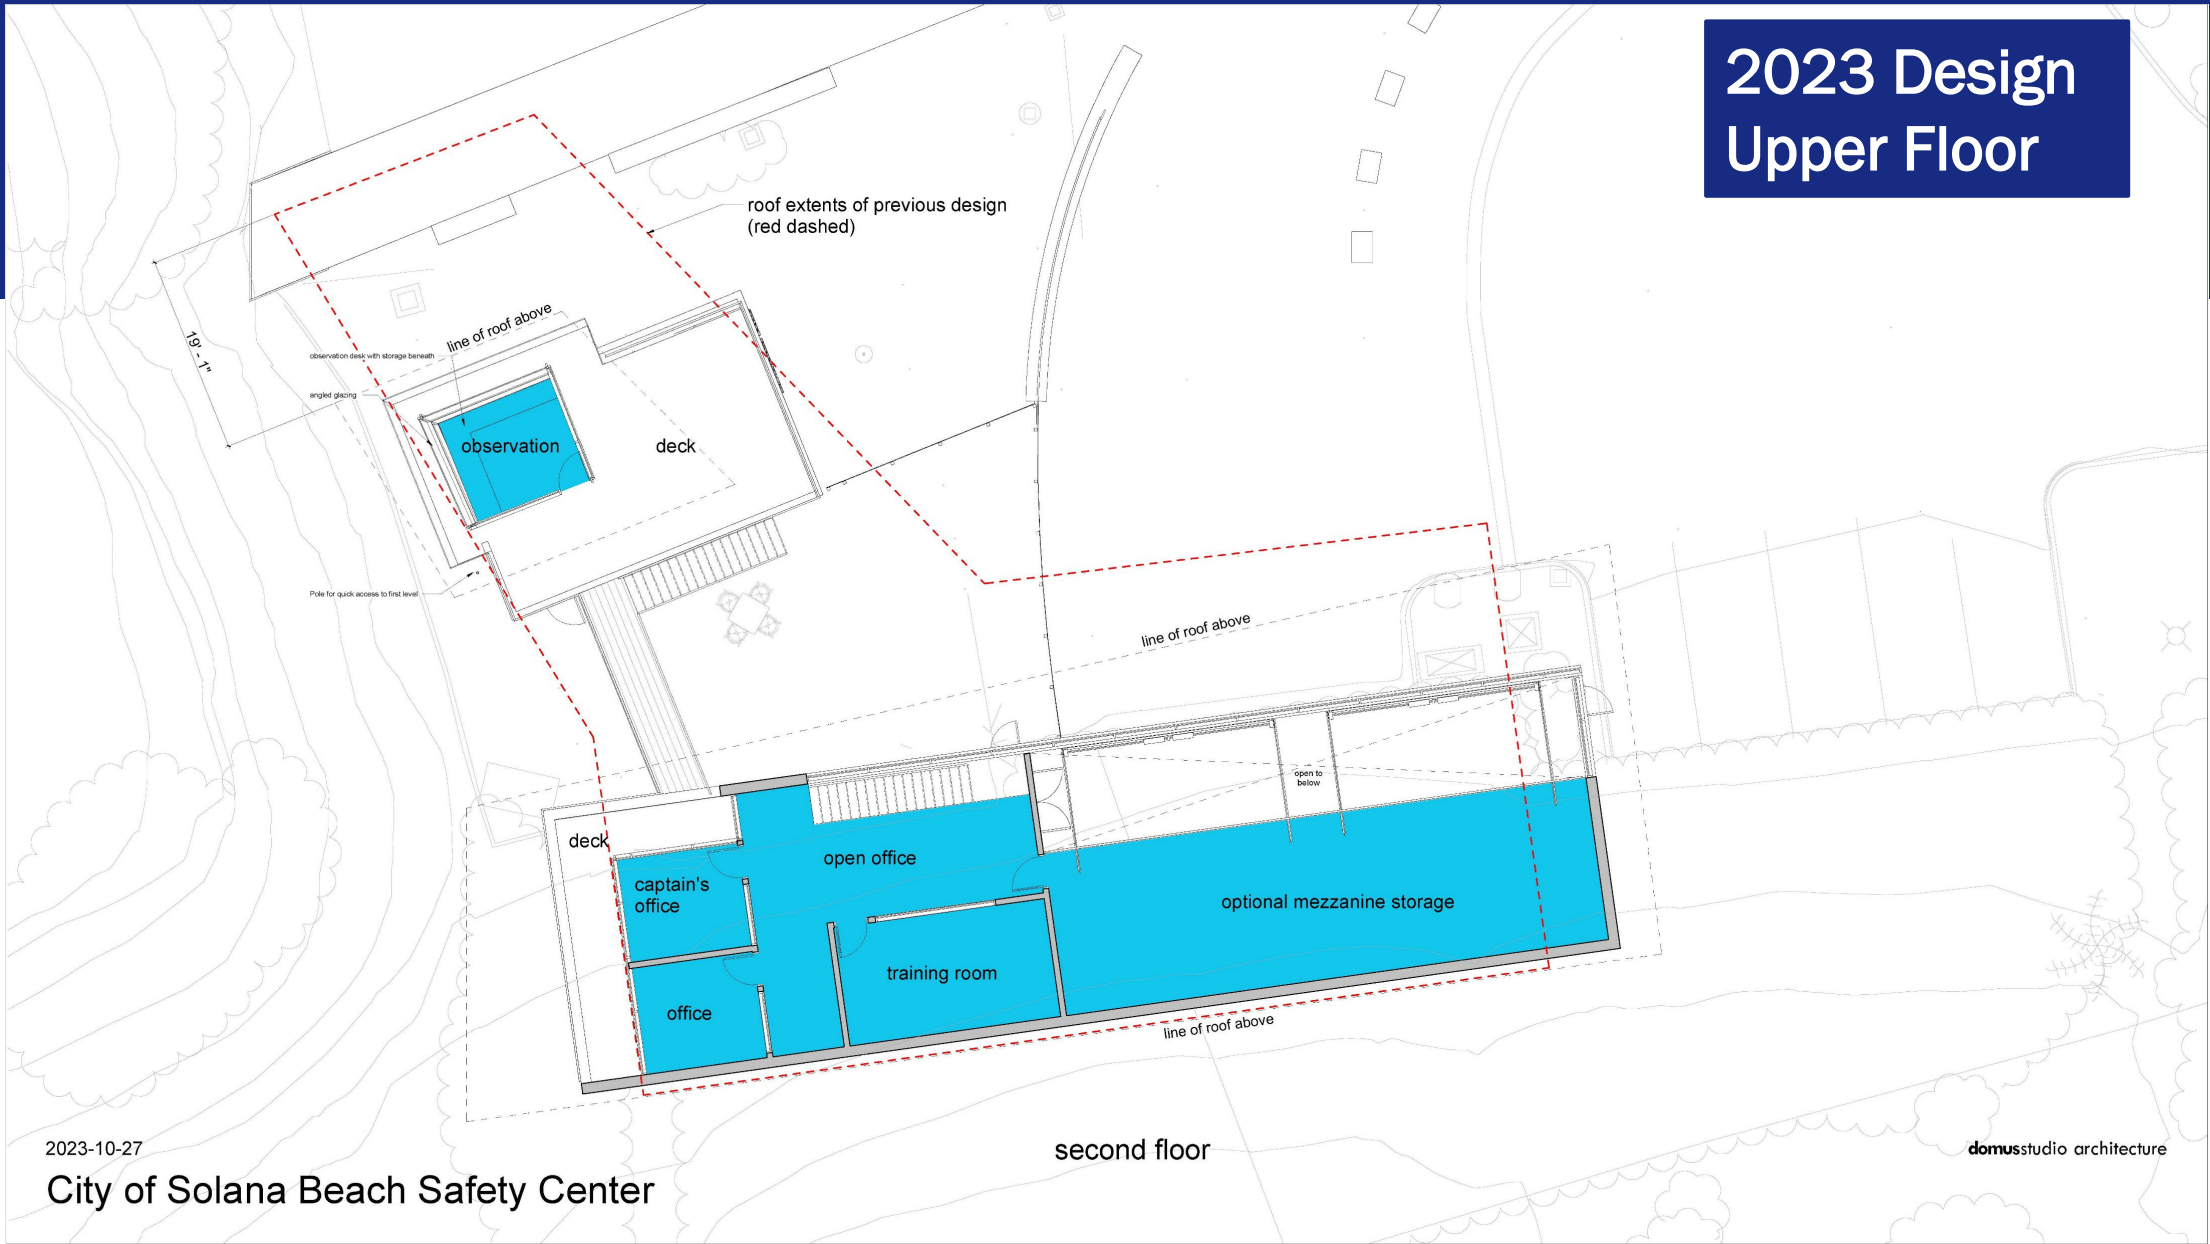 2023 Design
Upper Floor
roof extents of previous design
(red dashed)
line of roof above
19' - 1"
observation desk with storage beneath
angled glazing
observation
deck
Pole for quick access to first level
line of roof above
open to
below
deck
open office
captain's
office
optional mezzanine storage
training room
office
line of roof above
2023-10-27
second floor
domusstudio architecture
City of Solana Beach Safety Center